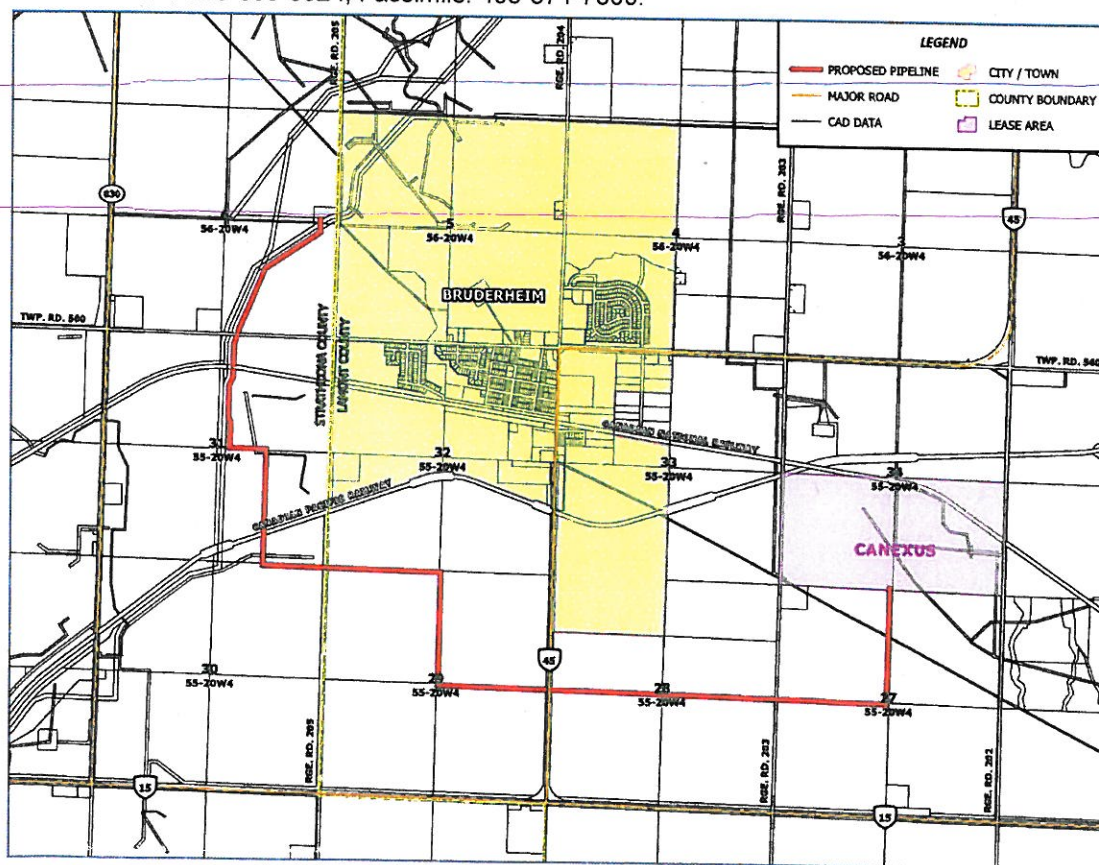 RGE. RD. 205
RGE. RD. 204
LEGEND
PROPOSED PIPELINE
CITY / TOWN
MAJOR ROAD
COUNTY BOUNDARY
CAD DATA
LEASE AREA
RGE. RD. 203
830
45
56-20W4
5
56-20W4
4
56-20W4
BRUDERHEIM
TWP. RD. 560
TWP. RD. 560
STRATHCONA COUNTY
LAMONT COUNTY
CANADIAN NATIONAL RAILWAY
31
55-20W4
32
55-20W4
33
55-20W4
34
55-20W4
CANADIAN PACIFIC RAILWAY
CANEXUS
30
55-20W4
29
55-20W4
45
28
55-20W4
27
55-20W4
RGE. RD. 205
RGE. RD. 203
RGE. RD. 202
15
15